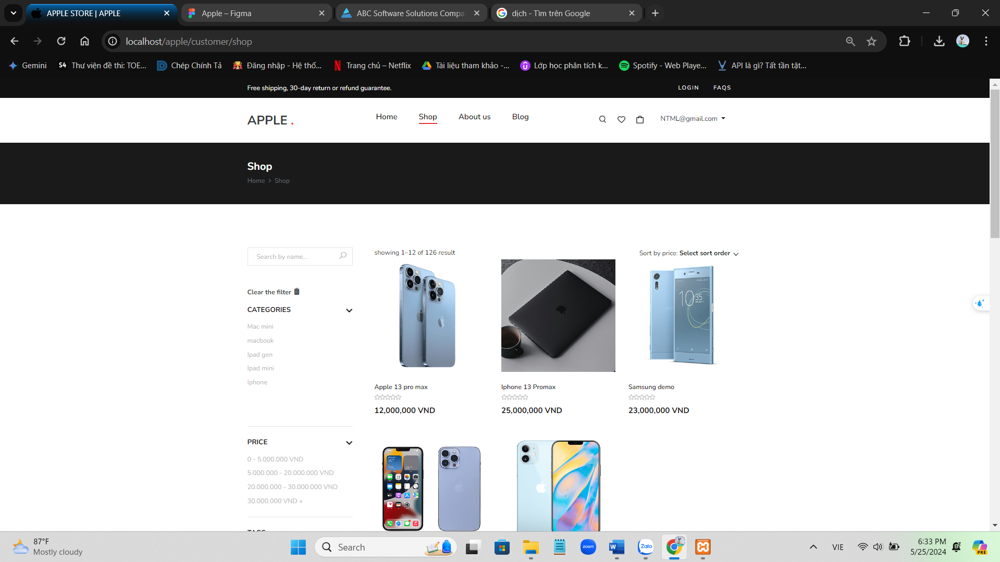 APPLE STORE | APPLE
Apple – Figma
ABC Software Solutions Compa
dịch - Tìm trên Google
localhost/apple/customer/shop
Gemini
S4 Thư viện đề thi: TOE...
Chép Chính Tả
Đăng nhập - Hệ thố...
Trang chủ – Netflix
Tài liệu tham khảo -...
Lớp học phân tích k...
Spotify - Web Playe...
API là gì? Tất tần tật...
Free shipping, 30-day return or refund guarantee.
LOGIN
FAQS
APPLE .
Home
Shop
About us
Blog
NTML@gmail.com
Shop
Home > Shop
Search by name...
showing 1–12 of 126 result
Sort by price: Select sort order
Clear the filter
CATEGORIES
Mac mini
macbook
Ipad gen
Ipad mini
Iphone
10 35
Apple 13 pro max
12,000,000 VND
Iphone 13 Promax
25,000,000 VND
Samsung demo
23,000,000 VND
PRICE
0 - 5.000.000 VND
5.000.000 - 20.000.000 VND
20.000.000 - 30.000.000 VND
30.000.000 VND +
TAGS
87°F
Mostly cloudy
Search
zoom
W
Zalo
VIE
6:33 PM
5/25/2024
PRE